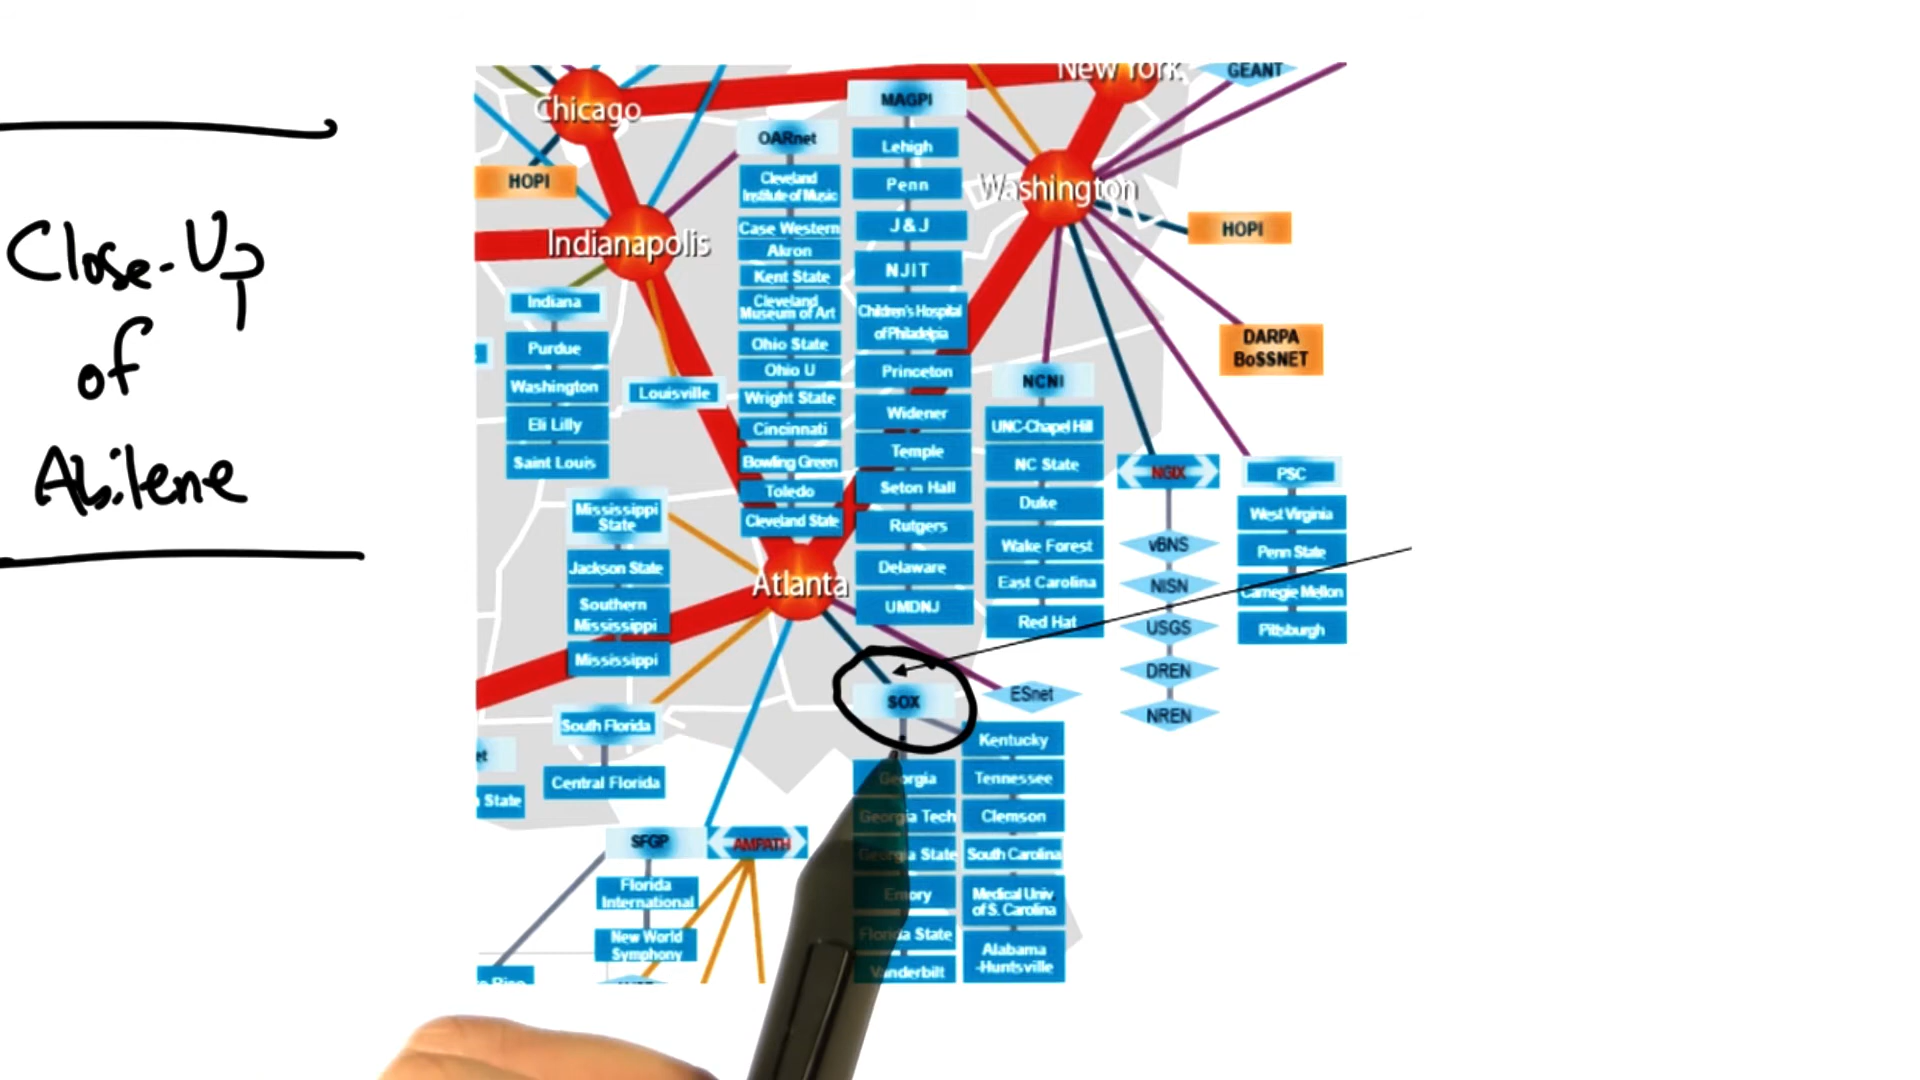 Close-Up
of
Abilene
New York
GEANT
Chicago
MAGPI
OARnet
Lehigh
HOPI
Cleveland
Institute of Music
Penn
Washington
Case Western
J & J
HOPI
Indianapolis
Akron
Kent State
NJIT
Indiana
Cleveland
Museum of Art
Children's Hospital
of Philadelpia
Purdue
Ohio State
DARPA
BoSSNET
Washington
Louisville
Ohio U
Princeton
NCNI
Wright State
Widener
Eli Lilly
Cincinnati
UNC-Chapel Hill
Saint Louis
Bowling Green
Temple
NC State
NGIX
PSC
Mississippi
State
Toledo
Seton Hall
Duke
West Virginia
Cleveland State
Rutgers
Wake Forest
vBNS
Penn State
Jackson State
Atlanta
Delaware
East Carolina
NISN
Carnegie Mellon
Southern
Mississippi
UMDNJ
Red Hat
USGS
Pittsburgh
Mississippi
DREN
SOX
ESnet
NREN
South Florida
Kentucky
Central Florida
Georgia
Tennessee
State
Georgia Tech
Clemson
SFGP
AMPATH
Georgia State
South Carolina
Florida
International
Emory
Medical Univ.
of S. Carolina
New World
Symphony
Florida State
Alabama
-Huntsville
Vanderbilt